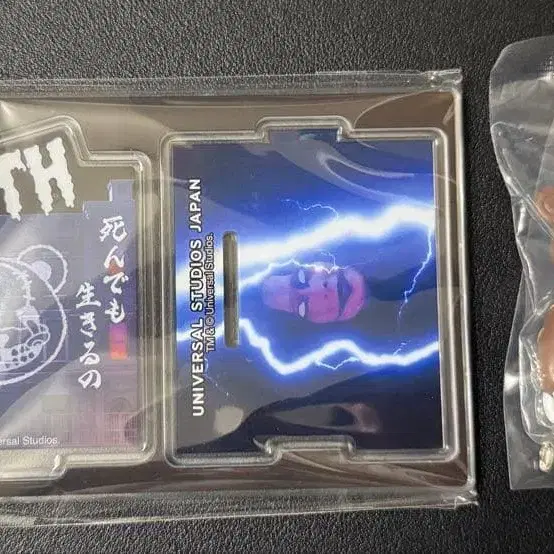 TH
死んでも
生きるの
ersal Studios.
UNIVERSAL STUDIOS JAPAN
TM & © Universal Studios.